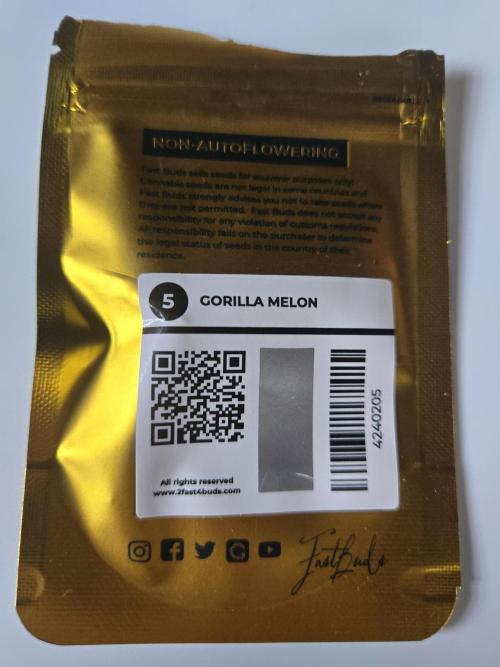 NON-AUTOFLOWERING
Fast Buds sells seeds for souvenir purposes only!
Cannabis seeds are not legal in some countries and
Fast Buds strongly advises you not to take seeds where
they are not permitted. Fast Buds does not accept any
responsibility for any violation of customs regulations.
All responsibility falls on the purchaser to determine
the legal status of seeds in the country of their
residence.
5 GORILLA MELON
4240205
All rights reserved
www.2fast4buds.com
FastBuds